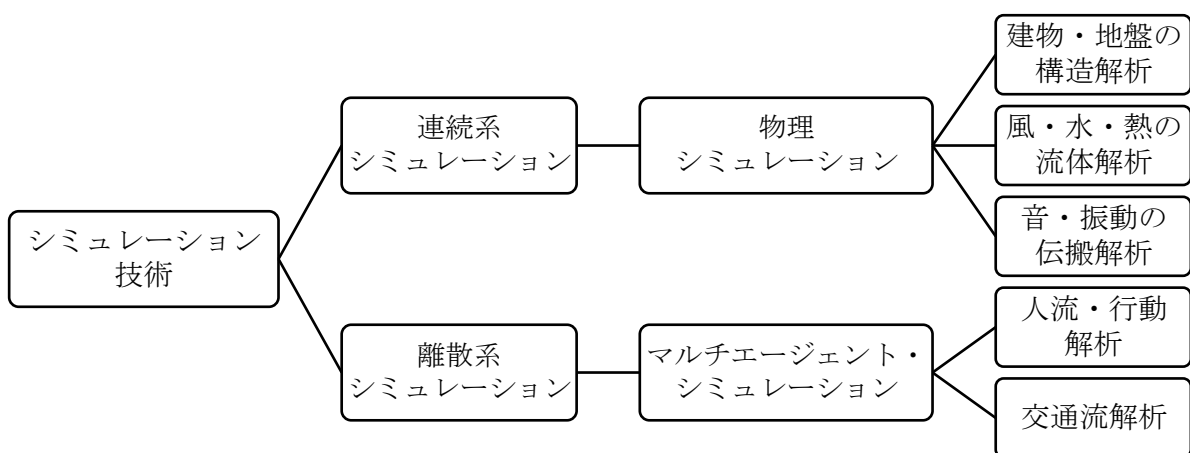 シミュレーション
技術
連続系
シミュレーション
物理
シミュレーション
建物・地盤の
構造解析
風・水・熱の
流体解析
音・振動の
伝搬解析
離散系
シミュレーション
マルチエージェント・
シミュレーション
人流・行動
解析
交通流解析